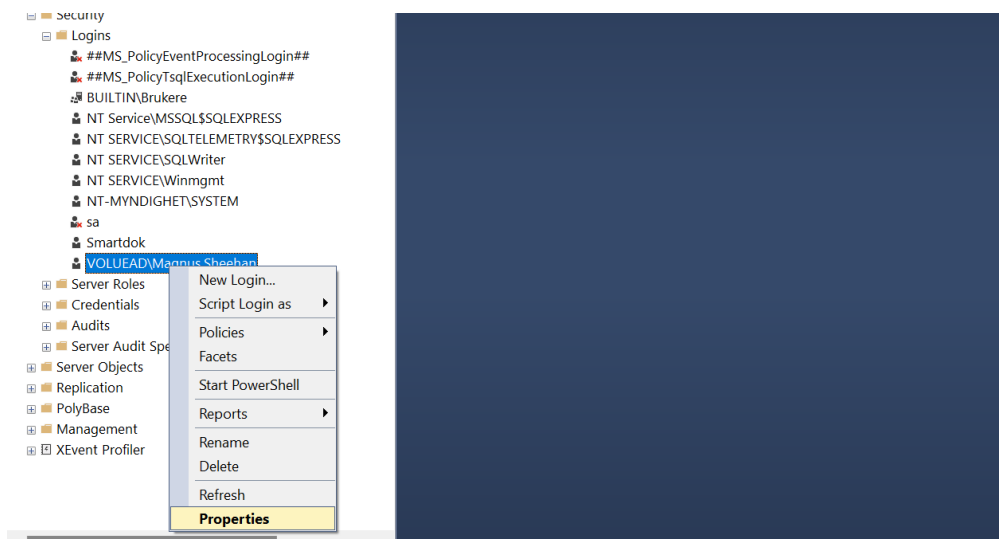 Security
Logins
##MS_PolicyEventProcessingLogin##
##MS_PolicyTsqlExecutionLogin##
BUILTIN\Brukere
NT Service\MSSQL$SQLEXPRESS
NT SERVICE\SQLTELEMETRY$SQLEXPRESS
NT SERVICE\SQLWriter
NT SERVICE\Winmgmt
NT-MYNDIGHET\SYSTEM
sa
Smartdok
VOLUEAD\Magnus Sheehan
Server Roles
Credentials
Audits
Server Audit Spe
Server Objects
Replication
PolyBase
Management
XEvent Profiler
New Login...
Script Login as
Policies
Facets
Start PowerShell
Reports
Rename
Delete
Refresh
Properties